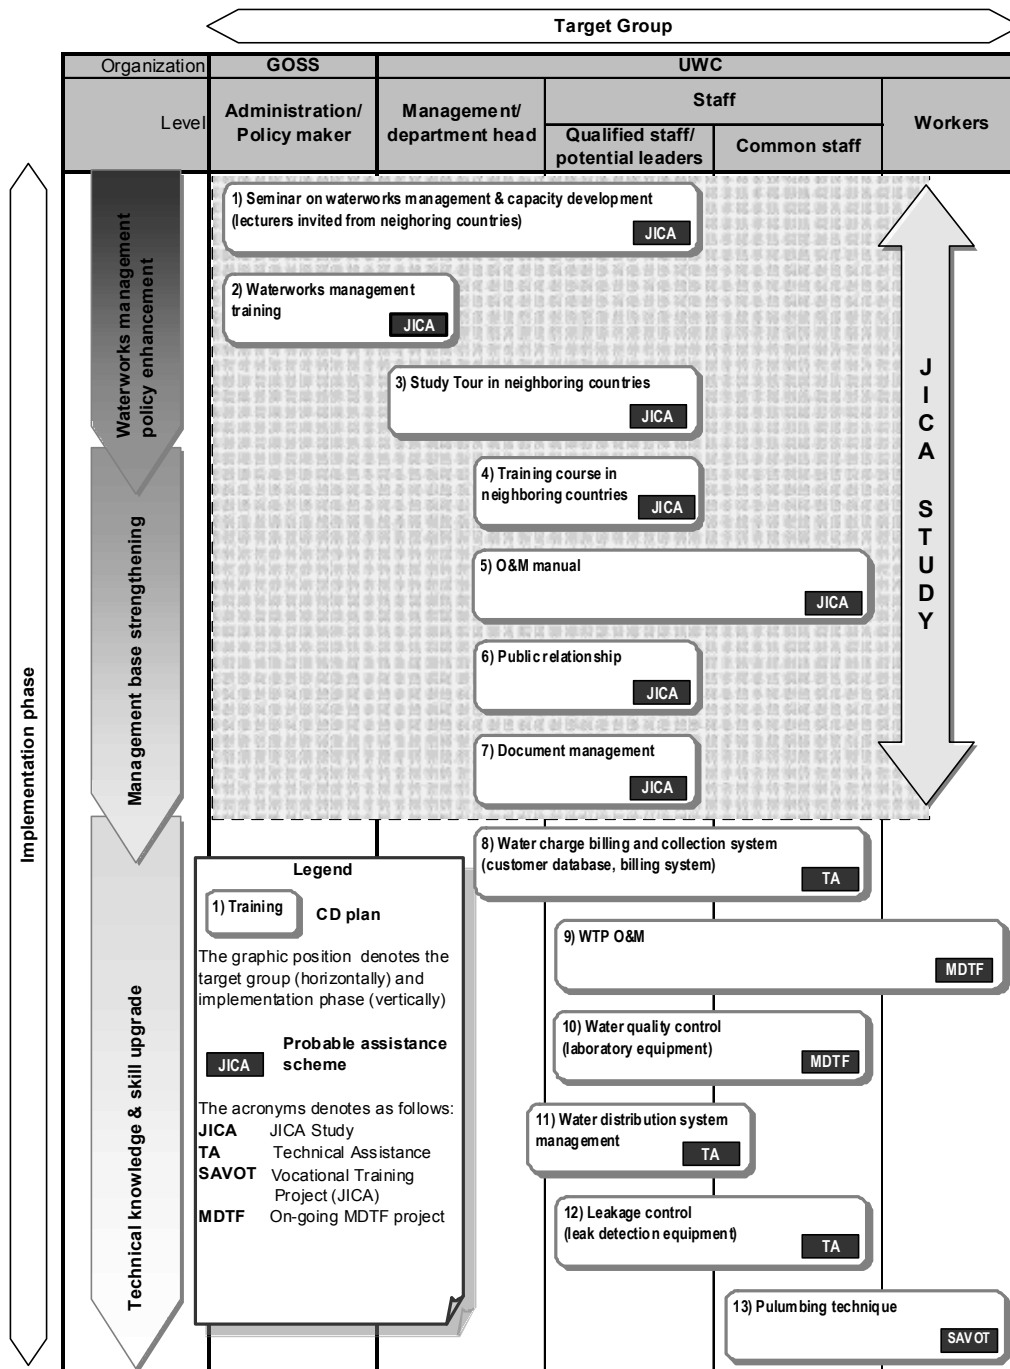 Target Group
Organization
GOSS
UWC
Level
Administration/
Policy maker
Management/
department head
Staff
Qualified staff/
potential leaders
Common staff
Workers
Implementation phase
Waterworks management
policy enhancement
Management base strengthening
Technical knowledge & skill upgrade
1) Seminar on waterworks management & capacity development
(lecturers invited from neighoring countries)
JICA
2) Waterworks management
training
JICA
3) Study Tour in neighboring countries
JICA
4) Training course in
neighboring countries
JICA
5) O&M manual
JICA
6) Public relationship
JICA
7) Document management
JICA
JICA STUDY
8) Water charge billing and collection system
(customer database, billing system)
TA
9) WTP O&M
MDTF
10) Water quality control
(laboratory equipment)
MDTF
11) Water distribution system
management
TA
12) Leakage control
(leak detection equipment)
TA
13) Pulumbing technique
SAVOT
Legend
1) Training
CD plan
The graphic position denotes the
target group (horizontally) and
implementation phase (vertically)
JICA
Probable assistance
scheme
The acronyms denotes as follows:
JICA JICA Study
TA Technical Assistance
SAVOT Vocational Training
Project (JICA)
MDTF On-going MDTF project